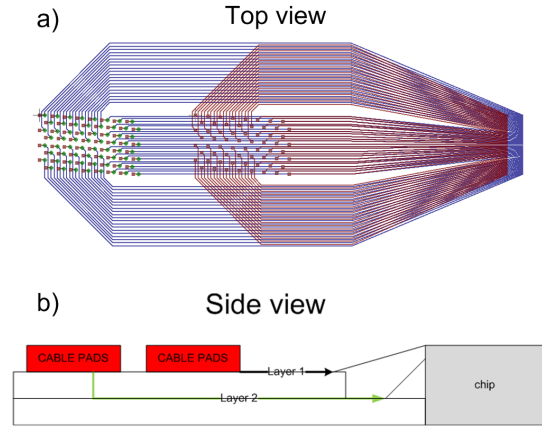 a)
Top view
b)
Side view
CABLE PADS
CABLE PADS
Layer 1
Layer 2
chip